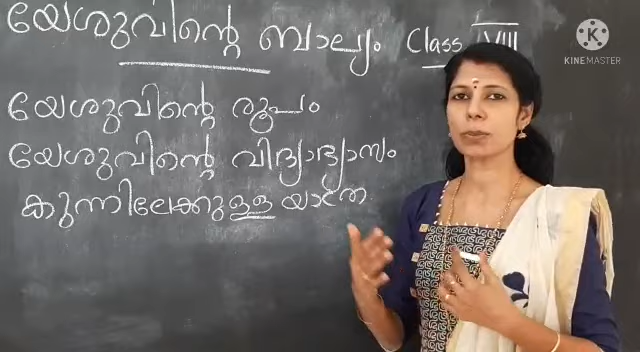 യേശുവിന്റെ ബാല്യം Class VIII
യേശുവിന്റെ രൂപം
യേശുവിന്റെ വിദ്യാഭ്യാസം
കുന്നിലേക്കുള്ള യാത്ര
K
KINEMASTER